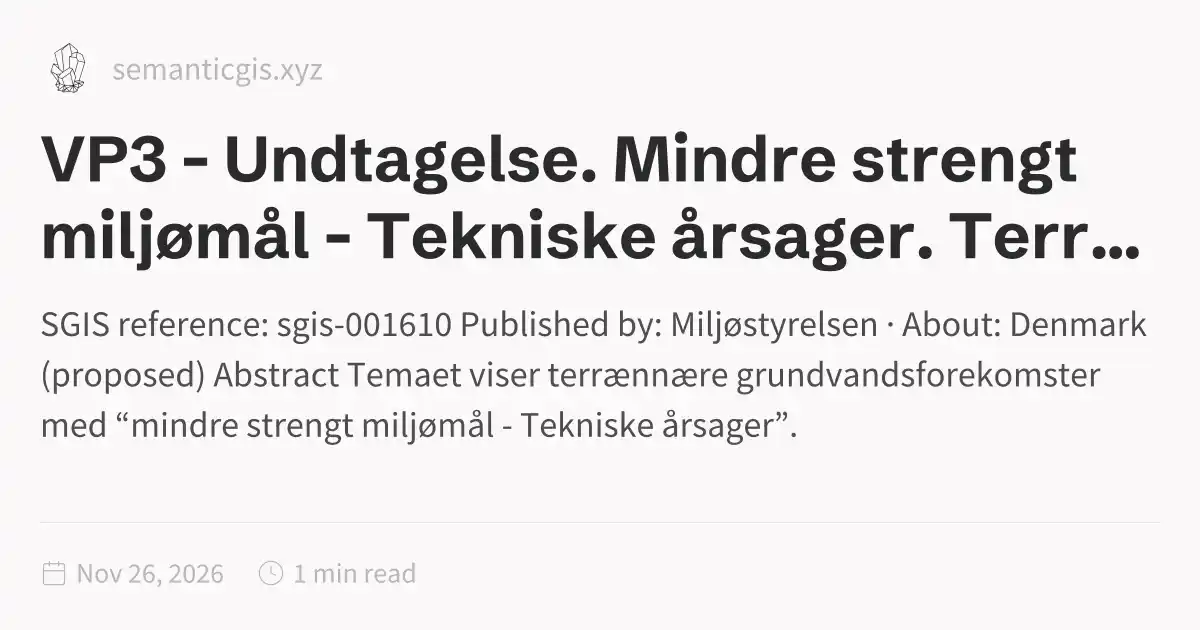 semanticgis.xyz
VP3 - Undtagelse. Mindre strengt
miljømål - Tekniske årsager. Terr...
SGIS reference: sgis-001610 Published by: Miljøstyrelsen · About: Denmark
(proposed) Abstract Temaet viser terrænnære grundvandsforekomster
med “mindre strengt miljømål - Tekniske årsager”.
Nov 26, 2026 1 min read